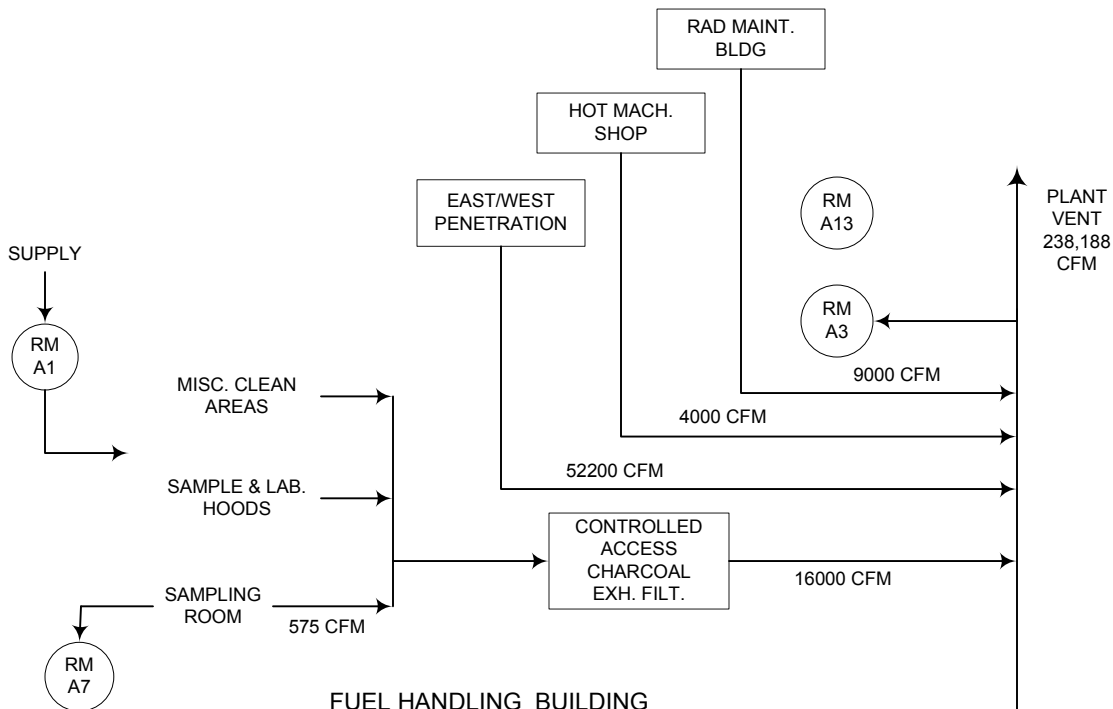 RAD MAINT.
BLDG
HOT MACH.
SHOP
EAST/WEST
PENETRATION
RM
A13
PLANT
VENT
238,188
CFM
SUPPLY
RM
A1
RM
A3
MISC. CLEAN
AREAS
9000 CFM
4000 CFM
52200 CFM
SAMPLE & LAB.
HOODS
CONTROLLED
ACCESS
CHARCOAL
EXH. FILT.
16000 CFM
SAMPLING
ROOM
575 CFM
RM
A7
FUEL HANDLING BUILDING